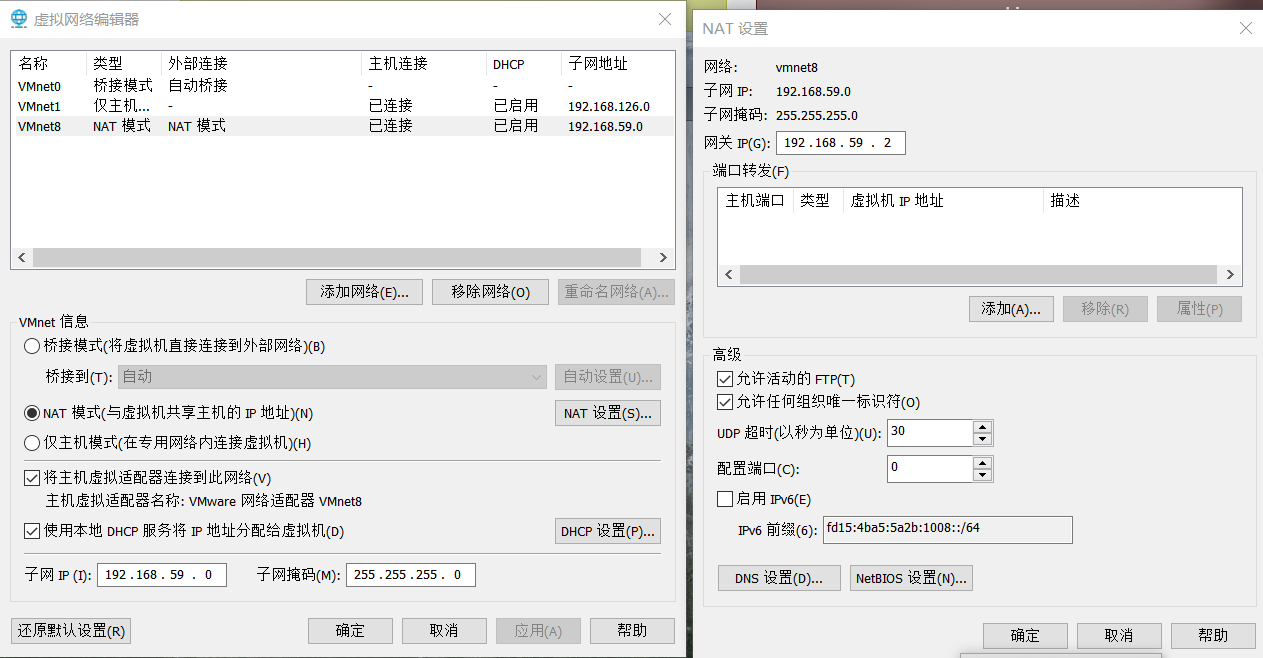 虚拟网络编辑器
名称 类型 外部连接 主机连接 DHCP 子网地址
VMnet0 桥接模式 自动桥接 - - -
VMnet1 仅主机... - 已连接 已启用 192.168.126.0
VMnet8 NAT 模式 NAT 模式 已连接 已启用 192.168.59.0
添加网络(E)... 移除网络(O) 重命名网络(A)...
VMnet 信息
桥接模式(将虚拟机直接连接到外部网络)(B)
桥接到(T): 自动 自动设置(U)...
NAT 模式(与虚拟机共享主机的 IP 地址)(N) NAT 设置(S)...
仅主机模式(在专用网络内连接虚拟机)(H)
将主机虚拟适配器连接到此网络(V)
主机虚拟适配器名称: VMware 网络适配器 VMnet8
使用本地 DHCP 服务将 IP 地址分配给虚拟机(D) DHCP 设置(P)...
子网 IP (I): 192.168.59.0 子网掩码(M): 255.255.255.0
还原默认设置(R) 确定 取消 应用(A) 帮助
NAT 设置
网络: vmnet8
子网 IP: 192.168.59.0
子网掩码: 255.255.255.0
网关 IP(G): 192.168.59.2
端口转发(F)
主机端口 类型 虚拟机 IP 地址 描述
添加(A)... 移除(R) 属性(P)
高级
允许活动的 FTP(T)
允许任何组织唯一标识符(O)
UDP 超时(以秒为单位)(U): 30
配置端口(C): 0
启用 IPv6(E)
IPv6 前缀(6): fd15:4ba5:5a2b:1008::/64
DNS 设置(D)... NetBIOS 设置(N)...
确定 取消 帮助